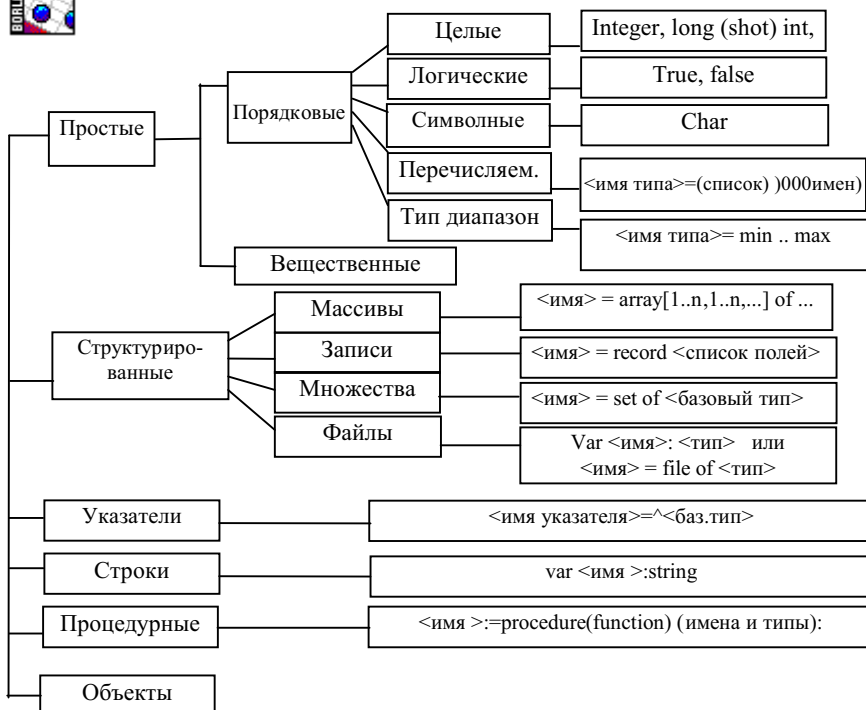 BORL
Целые
Integer, long (shot) int,
Логические
True, false
Порядковые
Символные
Char
Простые
Перечисляем.
<имя типа>=(список) )000имен)
Тип диапазон
<имя типа>= min .. max
Вещественные
Массивы
<имя> = array[1..n,1..n,...] of ...
Структуриро-
ванные
Записи
<имя> = record <список полей>
Множества
<имя> = set of <базовый тип>
Файлы
Var <имя>: <тип> или
<имя> = file of <тип>
Указатели
<имя указателя>=^<баз.тип>
Строки
var <имя >:string
Процедурные
<имя >:=procedure(function) (имена и типы):
Объекты